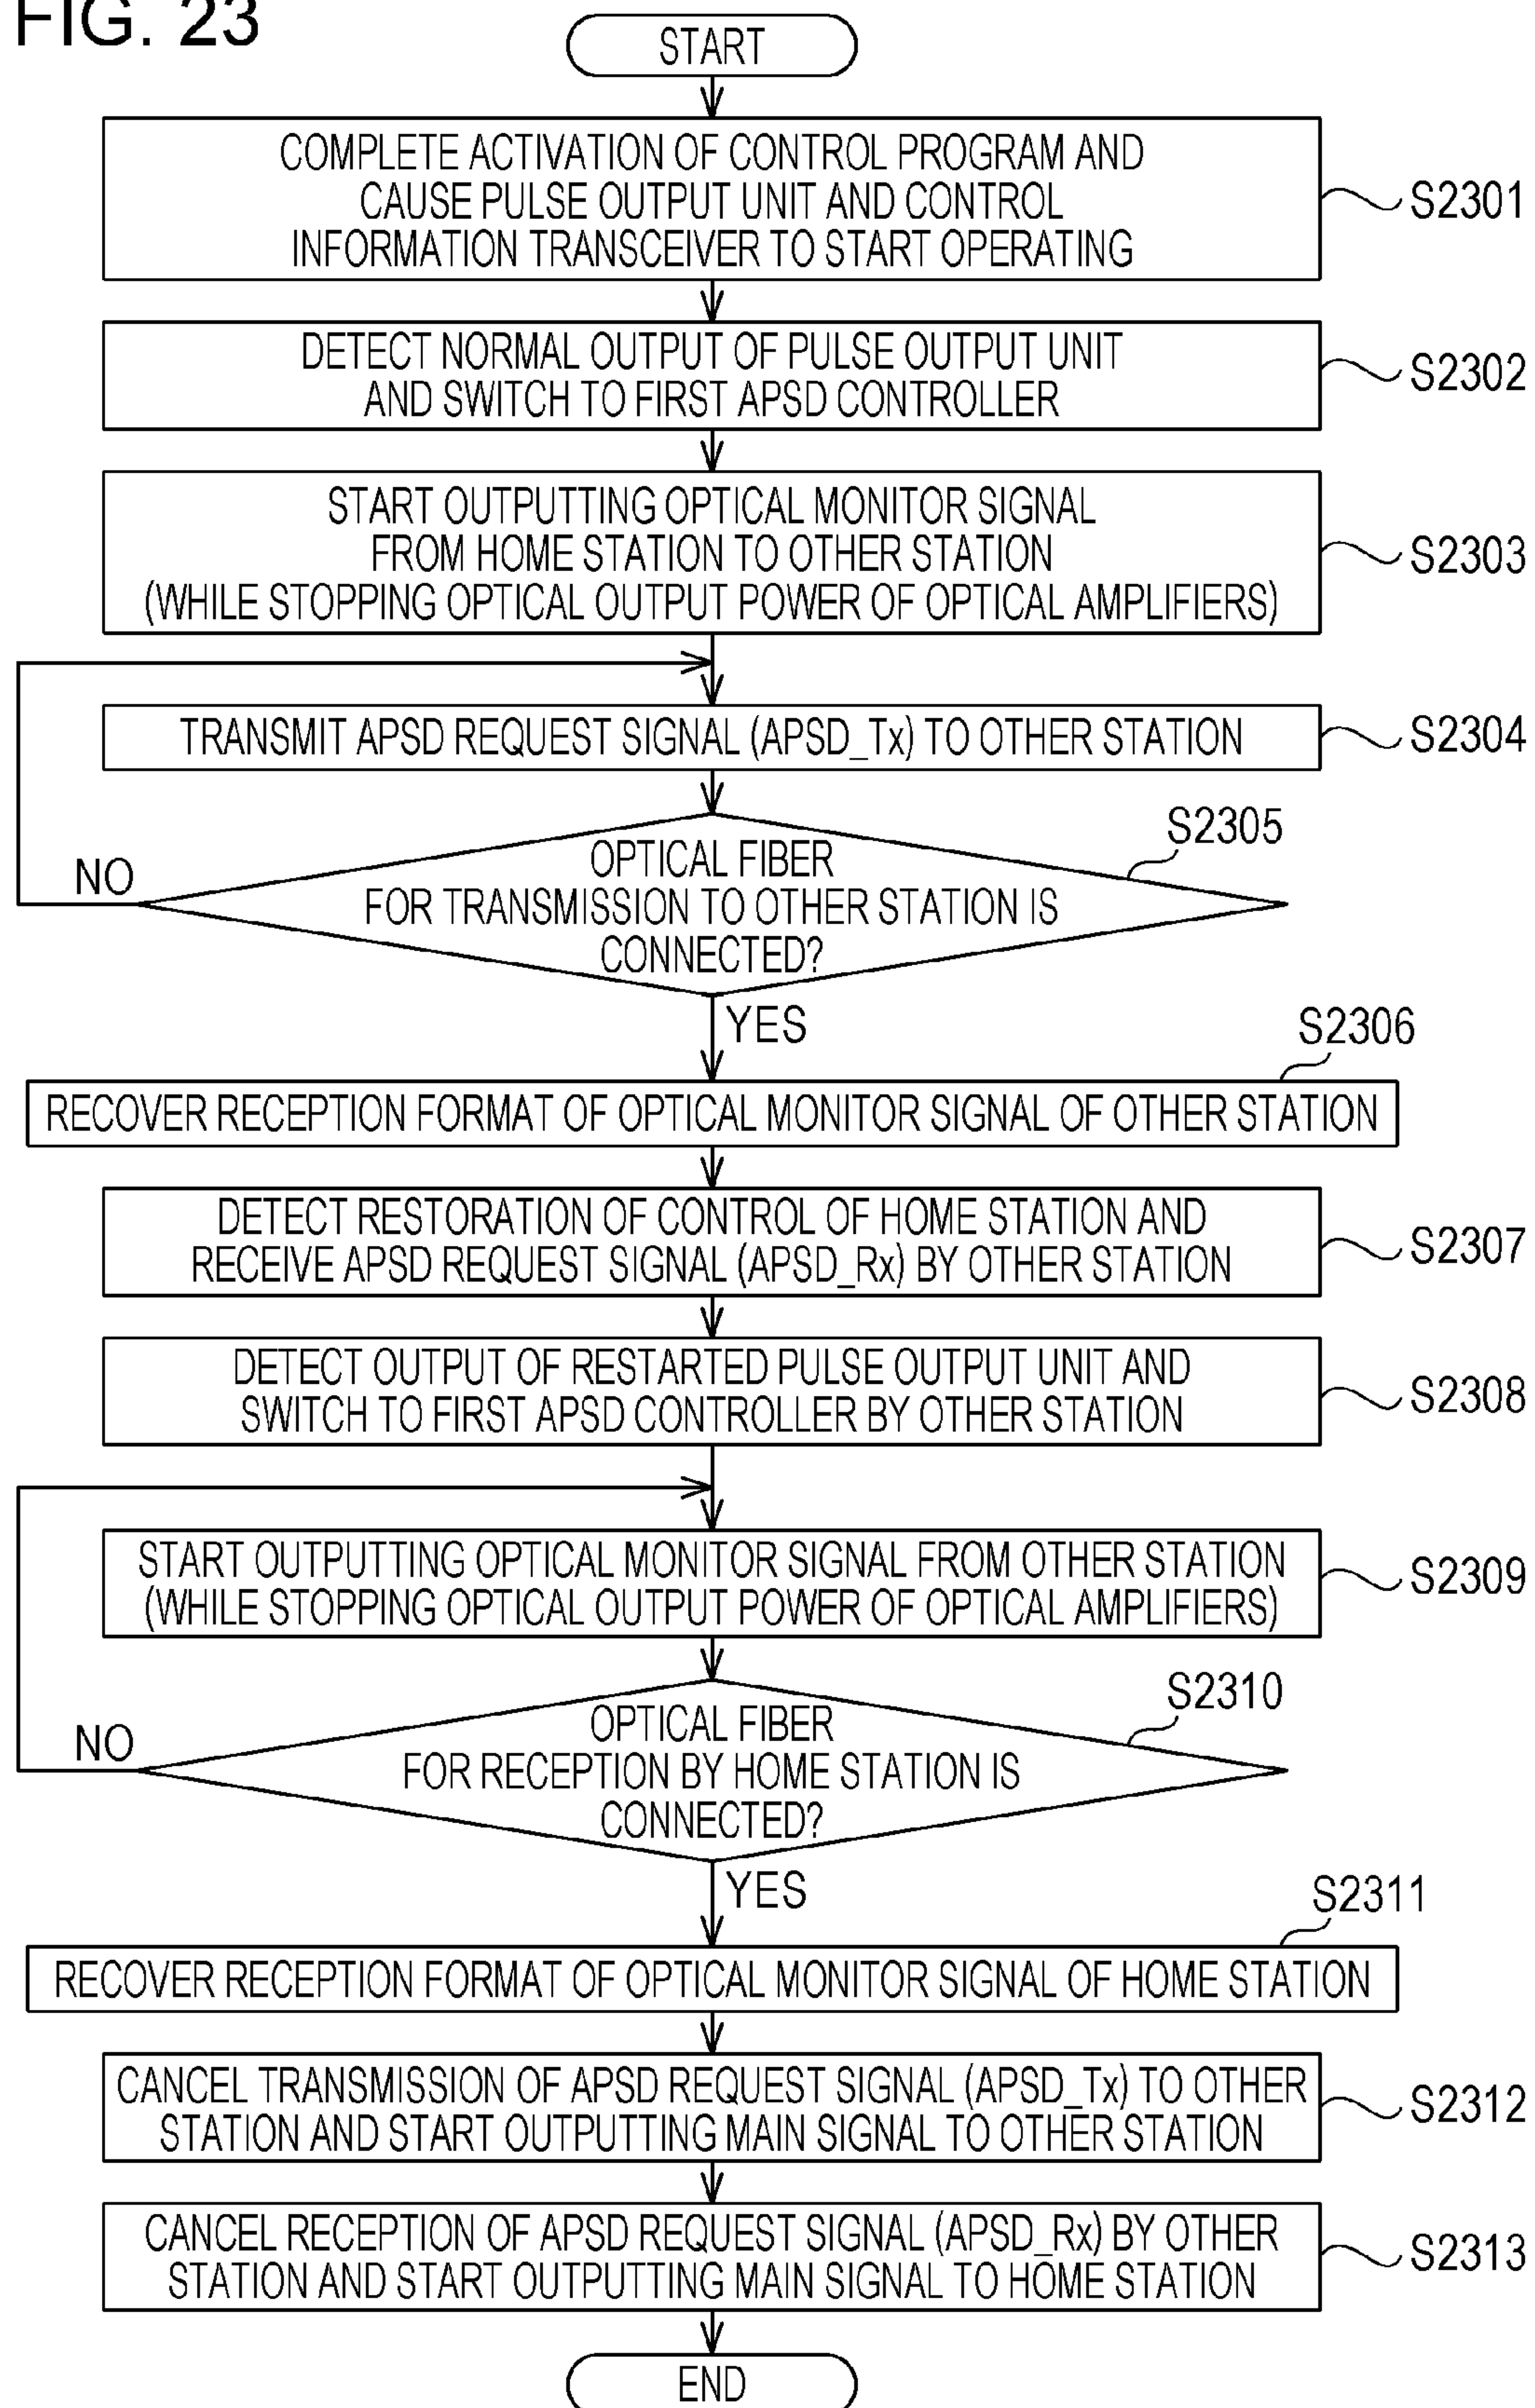 FIG. 23
START
COMPLETE ACTIVATION OF CONTROL PROGRAM AND
CAUSE PULSE OUTPUT UNIT AND CONTROL
INFORMATION TRANSCEIVER TO START OPERATING
S2301
DETECT NORMAL OUTPUT OF PULSE OUTPUT UNIT
AND SWITCH TO FIRST APSD CONTROLLER
S2302
START OUTPUTTING OPTICAL MONITOR SIGNAL
FROM HOME STATION TO OTHER STATION
(WHILE STOPPING OPTICAL OUTPUT POWER OF OPTICAL AMPLIFIERS)
S2303
TRANSMIT APSD REQUEST SIGNAL (APSD_Tx) TO OTHER STATION
S2304
S2305
OPTICAL FIBER
FOR TRANSMISSION TO OTHER STATION IS
CONNECTED?
NO
YES
S2306
RECOVER RECEPTION FORMAT OF OPTICAL MONITOR SIGNAL OF OTHER STATION
DETECT RESTORATION OF CONTROL OF HOME STATION AND
RECEIVE APSD REQUEST SIGNAL (APSD_Rx) BY OTHER STATION
S2307
DETECT OUTPUT OF RESTARTED PULSE OUTPUT UNIT AND
SWITCH TO FIRST APSD CONTROLLER BY OTHER STATION
S2308
START OUTPUTTING OPTICAL MONITOR SIGNAL FROM OTHER STATION
(WHILE STOPPING OPTICAL OUTPUT POWER OF OPTICAL AMPLIFIERS)
S2309
S2310
OPTICAL FIBER
FOR RECEPTION BY HOME STATION IS
CONNECTED?
NO
YES
S2311
RECOVER RECEPTION FORMAT OF OPTICAL MONITOR SIGNAL OF HOME STATION
CANCEL TRANSMISSION OF APSD REQUEST SIGNAL (APSD_Tx) TO OTHER
STATION AND START OUTPUTTING MAIN SIGNAL TO OTHER STATION
S2312
CANCEL RECEPTION OF APSD REQUEST SIGNAL (APSD_Rx) BY OTHER
STATION AND START OUTPUTTING MAIN SIGNAL TO HOME STATION
S2313
END